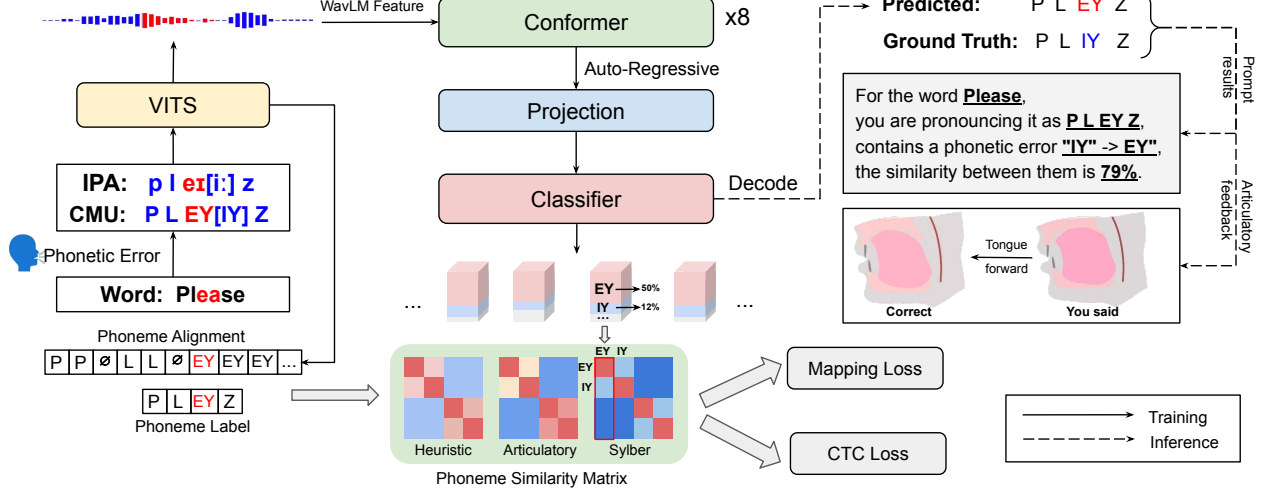 WavLM Feature
Conformer
x8
Auto-Regressive
Projection
Classifier
Decode
Predicted: P L EY Z
Ground Truth: P L IY Z
Prompt
results
For the word Please,
you are pronouncing it as P L EY Z,
contains a phonetic error "IY" -> EY",
the similarity between them is 79%.
Articulatory
feedback
Tongue
forward
Correct
You said
VITS
IPA: p l eɪ[iː] z
CMU: P L EY[IY] Z
Phonetic Error
Word: Please
Phoneme Alignment
P P ∅ L L ∅ EY EY EY ...
P L EY Z
Phoneme Label
...
EY 50%
IY 12%
...
...
EY IY
EY
IY
Heuristic
Articulatory
Sylber
Phoneme Similarity Matrix
Mapping Loss
CTC Loss
Training
Inference